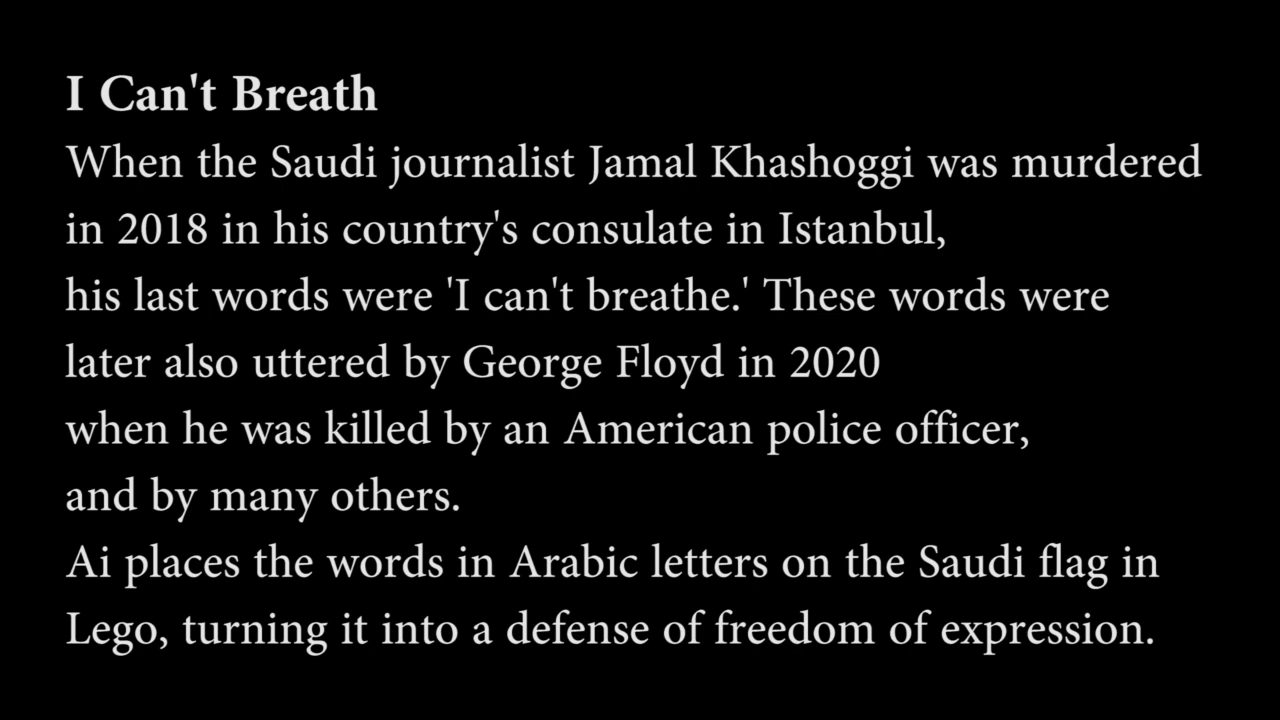 I Can't Breath
When the Saudi journalist Jamal Khashoggi was murdered
in 2018 in his country's consulate in Istanbul,
his last words were 'I can't breathe.' These words were
later also uttered by George Floyd in 2020
when he was killed by an American police officer,
and by many others.
Ai places the words in Arabic letters on the Saudi flag in
Lego, turning it into a defense of freedom of expression.